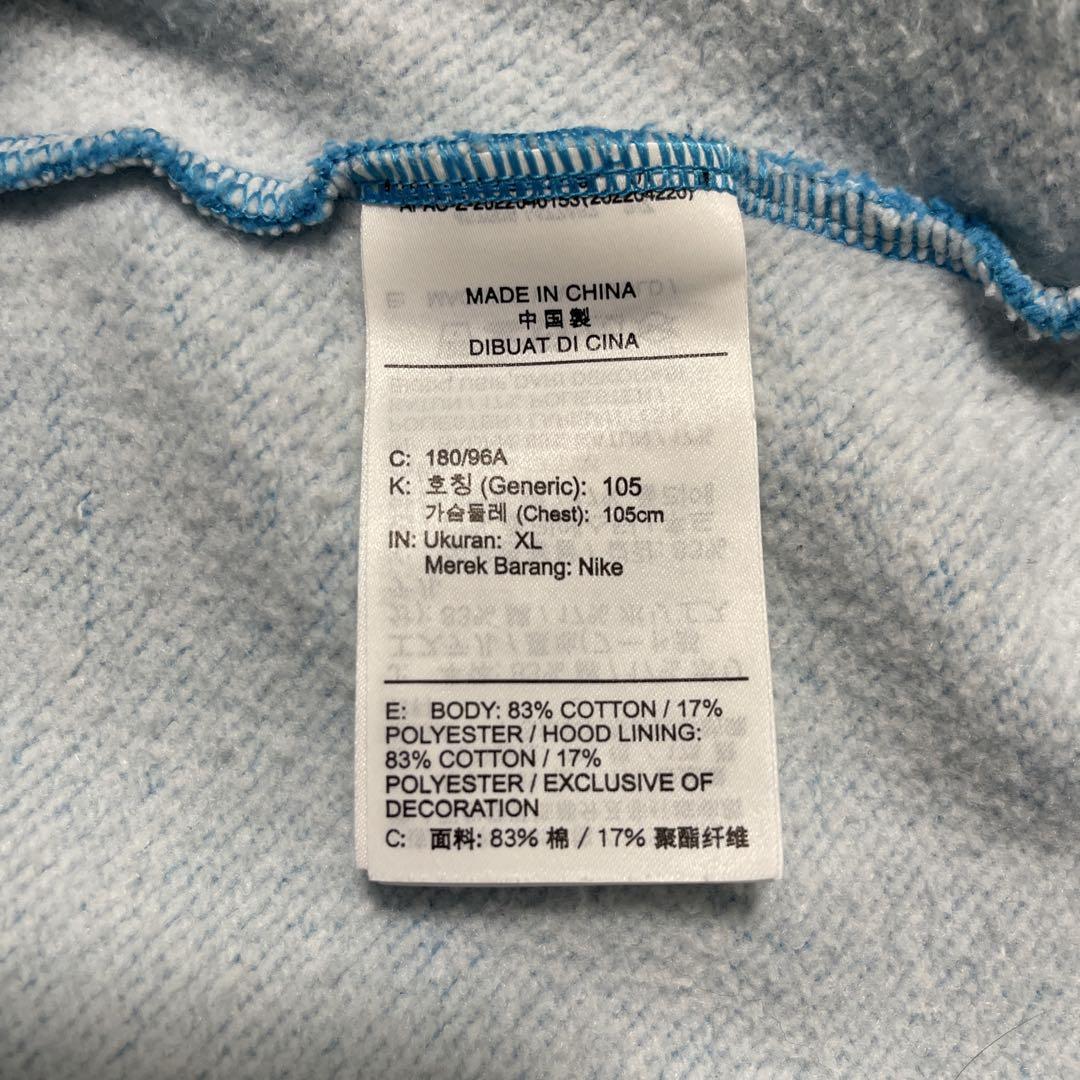 MADE IN CHINA
中国製
DIBUAT DI CINA
C: 180/96A
K: 호칭 (Generic): 105
가슴둘레 (Chest): 105cm
IN: Ukuran: XL
Merek Barang: Nike
E: BODY: 83% COTTON / 17%
POLYESTER / HOOD LINING:
83% COTTON / 17%
POLYESTER / EXCLUSIVE OF
DECORATION
C: 面料: 83% 棉 / 17% 聚酯纤维